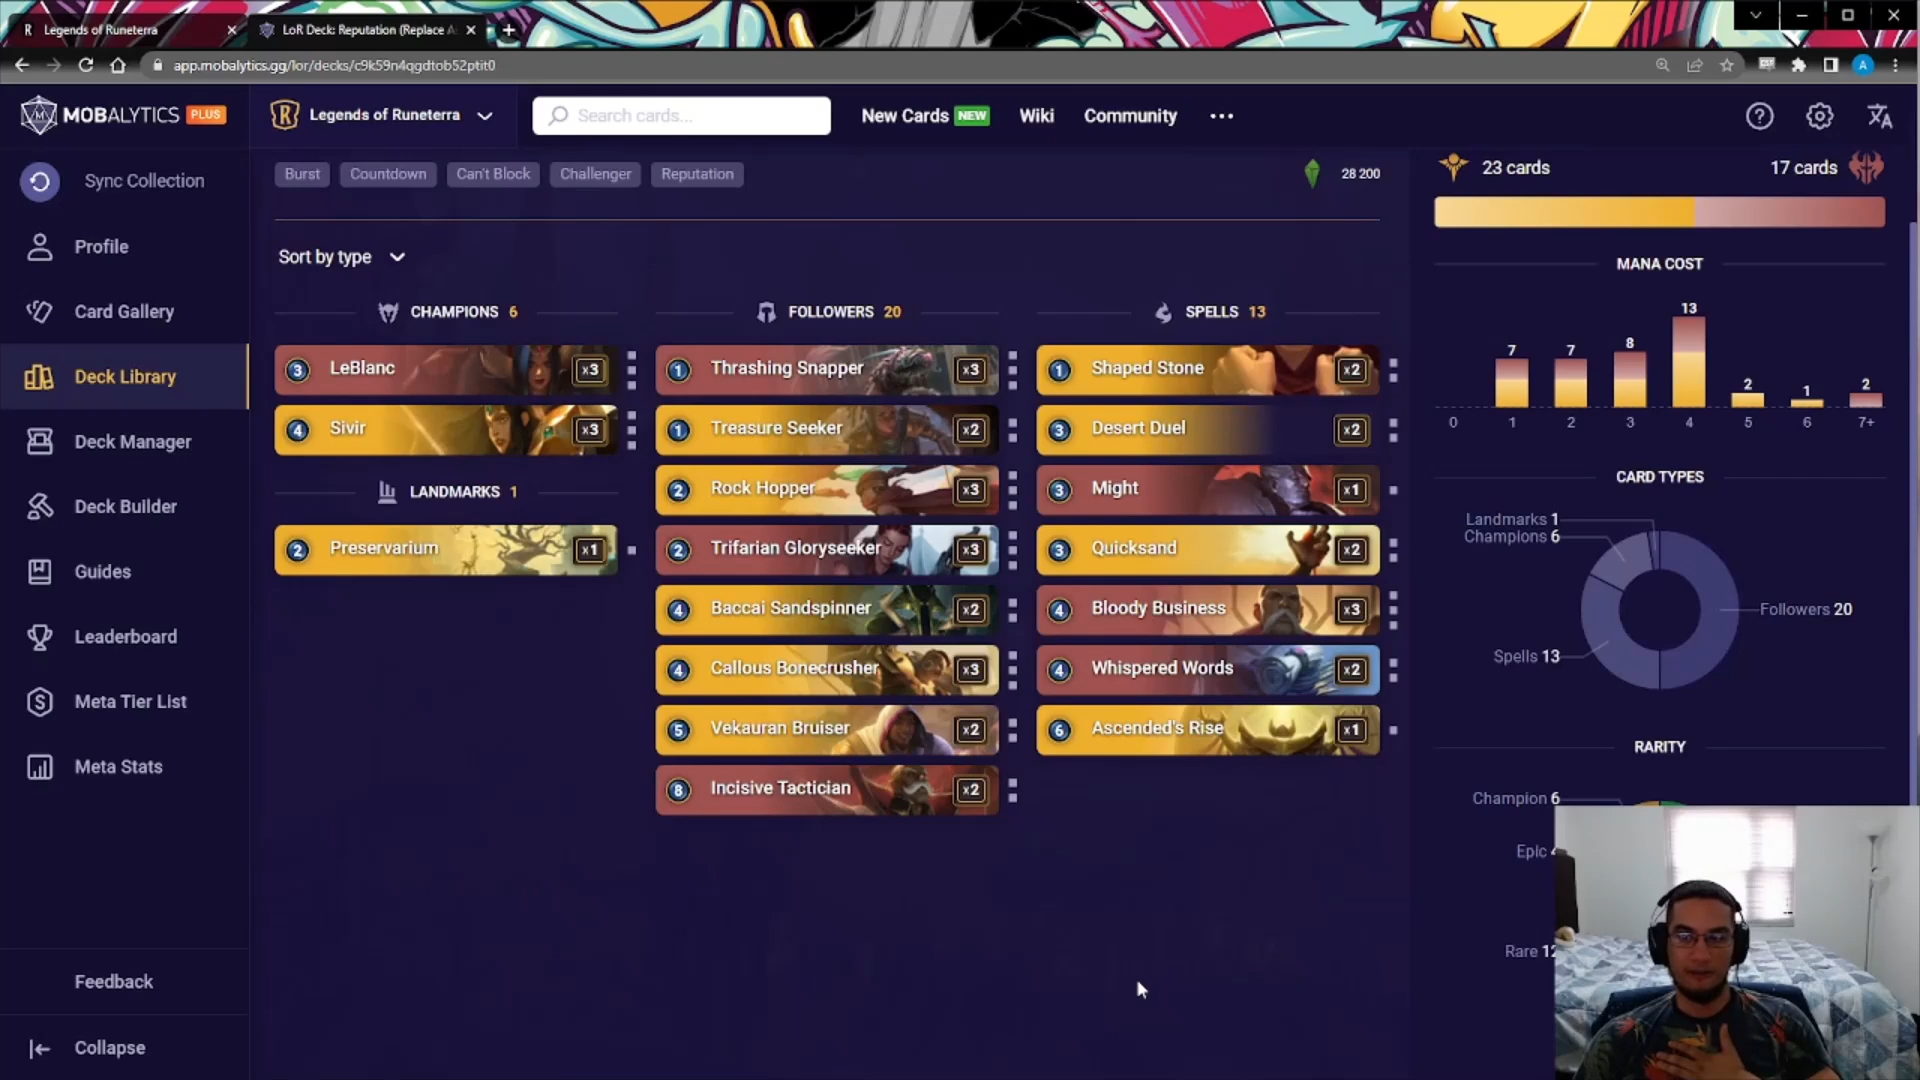 Legends of Runeterra
LoR Deck: Reputation (Replace A
app.mobalytics.gg/lor/decks/c9k59n4qgdtob52ptit0
A
MOBALYTICS PLUS
Legends of Runeterra
Search cards...
New Cards NEW
Wiki
Community
Sync Collection
Profile
Card Gallery
Deck Library
Deck Manager
Deck Builder
Guides
Leaderboard
Meta Tier List
Meta Stats
Feedback
Collapse
Burst
Countdown
Can't Block
Challenger
Reputation
28 200
Sort by type
CHAMPIONS 6
3 LeBlanc x3
4 Sivir x3
LANDMARKS 1
2 Preservarium x1
FOLLOWERS 20
1 Thrashing Snapper x3
1 Treasure Seeker x2
2 Rock Hopper x3
2 Trifarian Gloryseeker x3
4 Baccai Sandspinner x2
4 Callous Bonecrusher x3
5 Vekauran Bruiser x2
8 Incisive Tactician x2
SPELLS 13
1 Shaped Stone x2
3 Desert Duel x2
3 Might x1
3 Quicksand x2
4 Bloody Business x3
4 Whispered Words x2
6 Ascended's Rise x1
23 cards
17 cards
MANA COST
7 7 8 13 2 1 2
0 1 2 3 4 5 6 7+
CARD TYPES
Landmarks 1
Champions 6
Followers 20
Spells 13
RARITY
Champion 6
Epic
Rare 12